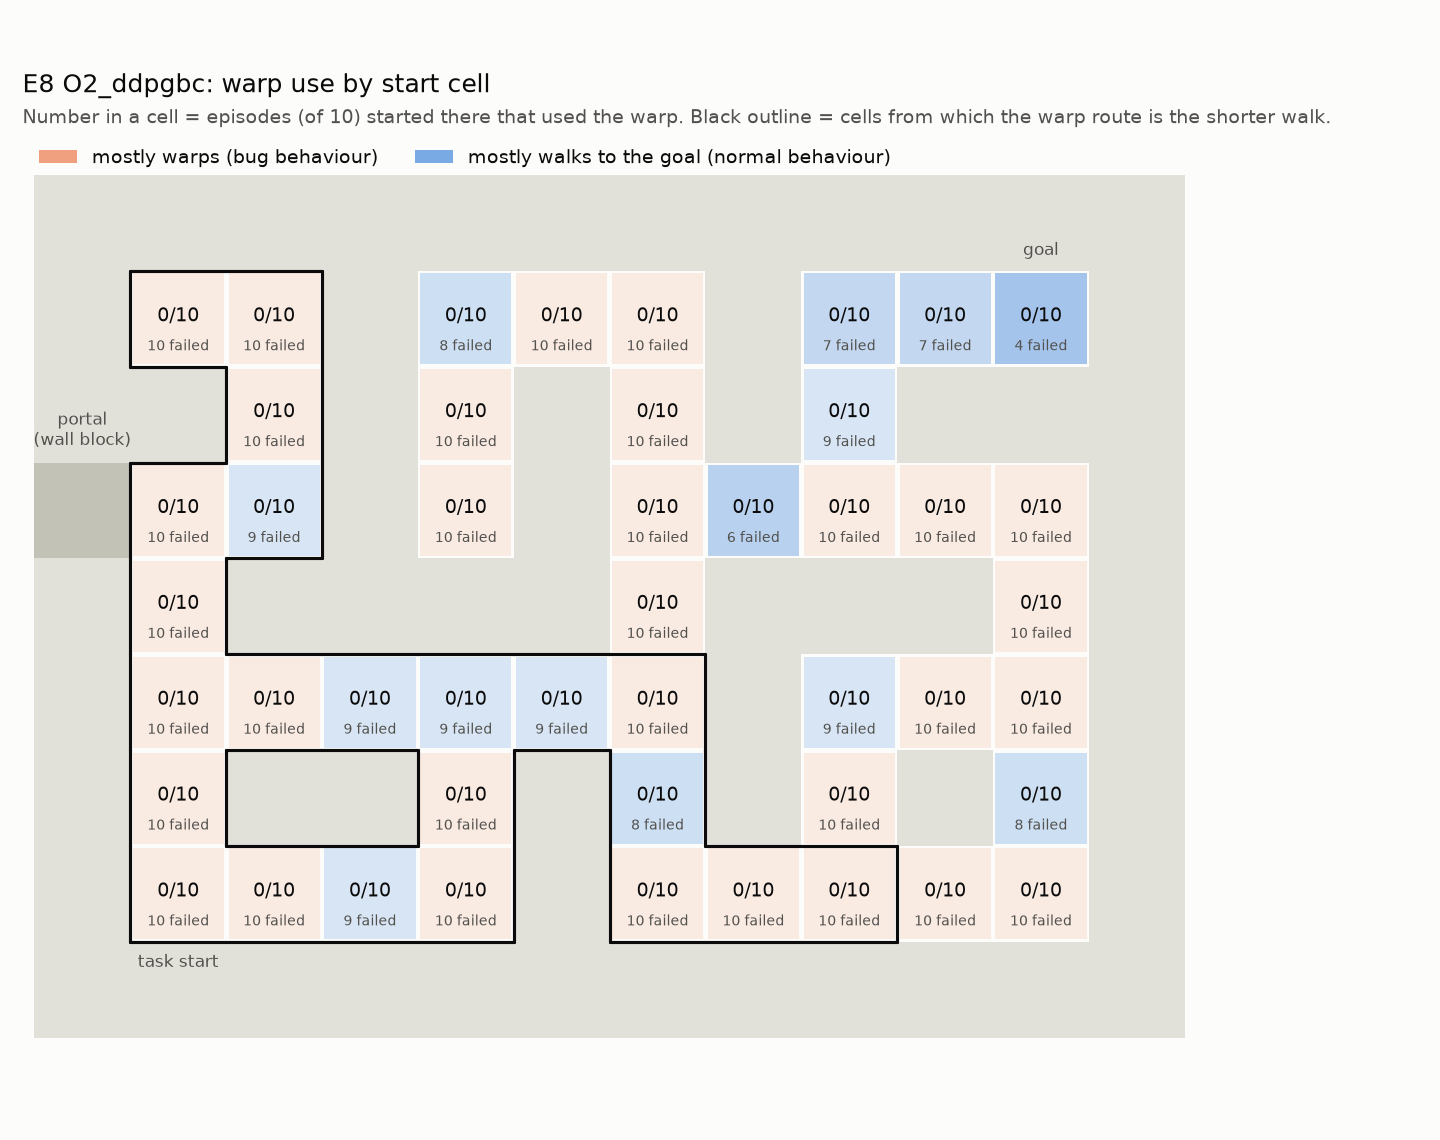 E8 O2_ddpgbc: warp use by start cell
Number in a cell = episodes (of 10) started there that used the warp. Black outline = cells from which the warp route is the shorter walk.
mostly warps (bug behaviour) mostly walks to the goal (normal behaviour)
goal
0/10 0/10 0/10 0/10 0/10 0/10 0/10 0/10
10 failed 10 failed 8 failed 10 failed 10 failed 7 failed 7 failed 4 failed
portal
(wall block)
0/10 0/10 0/10 0/10
10 failed 10 failed 10 failed 9 failed
0/10 0/10 0/10 0/10 0/10 0/10 0/10 0/10
10 failed 9 failed 10 failed 10 failed 6 failed 10 failed 10 failed 10 failed
0/10 0/10 0/10
10 failed 10 failed 10 failed
0/10 0/10 0/10 0/10 0/10 0/10 0/10 0/10 0/10
10 failed 10 failed 9 failed 9 failed 9 failed 10 failed 9 failed 10 failed 10 failed
0/10 0/10 0/10 0/10 0/10
10 failed 10 failed 8 failed 10 failed 8 failed
0/10 0/10 0/10 0/10 0/10 0/10 0/10 0/10 0/10
10 failed 10 failed 9 failed 10 failed 10 failed 10 failed 10 failed 10 failed 10 failed
task start